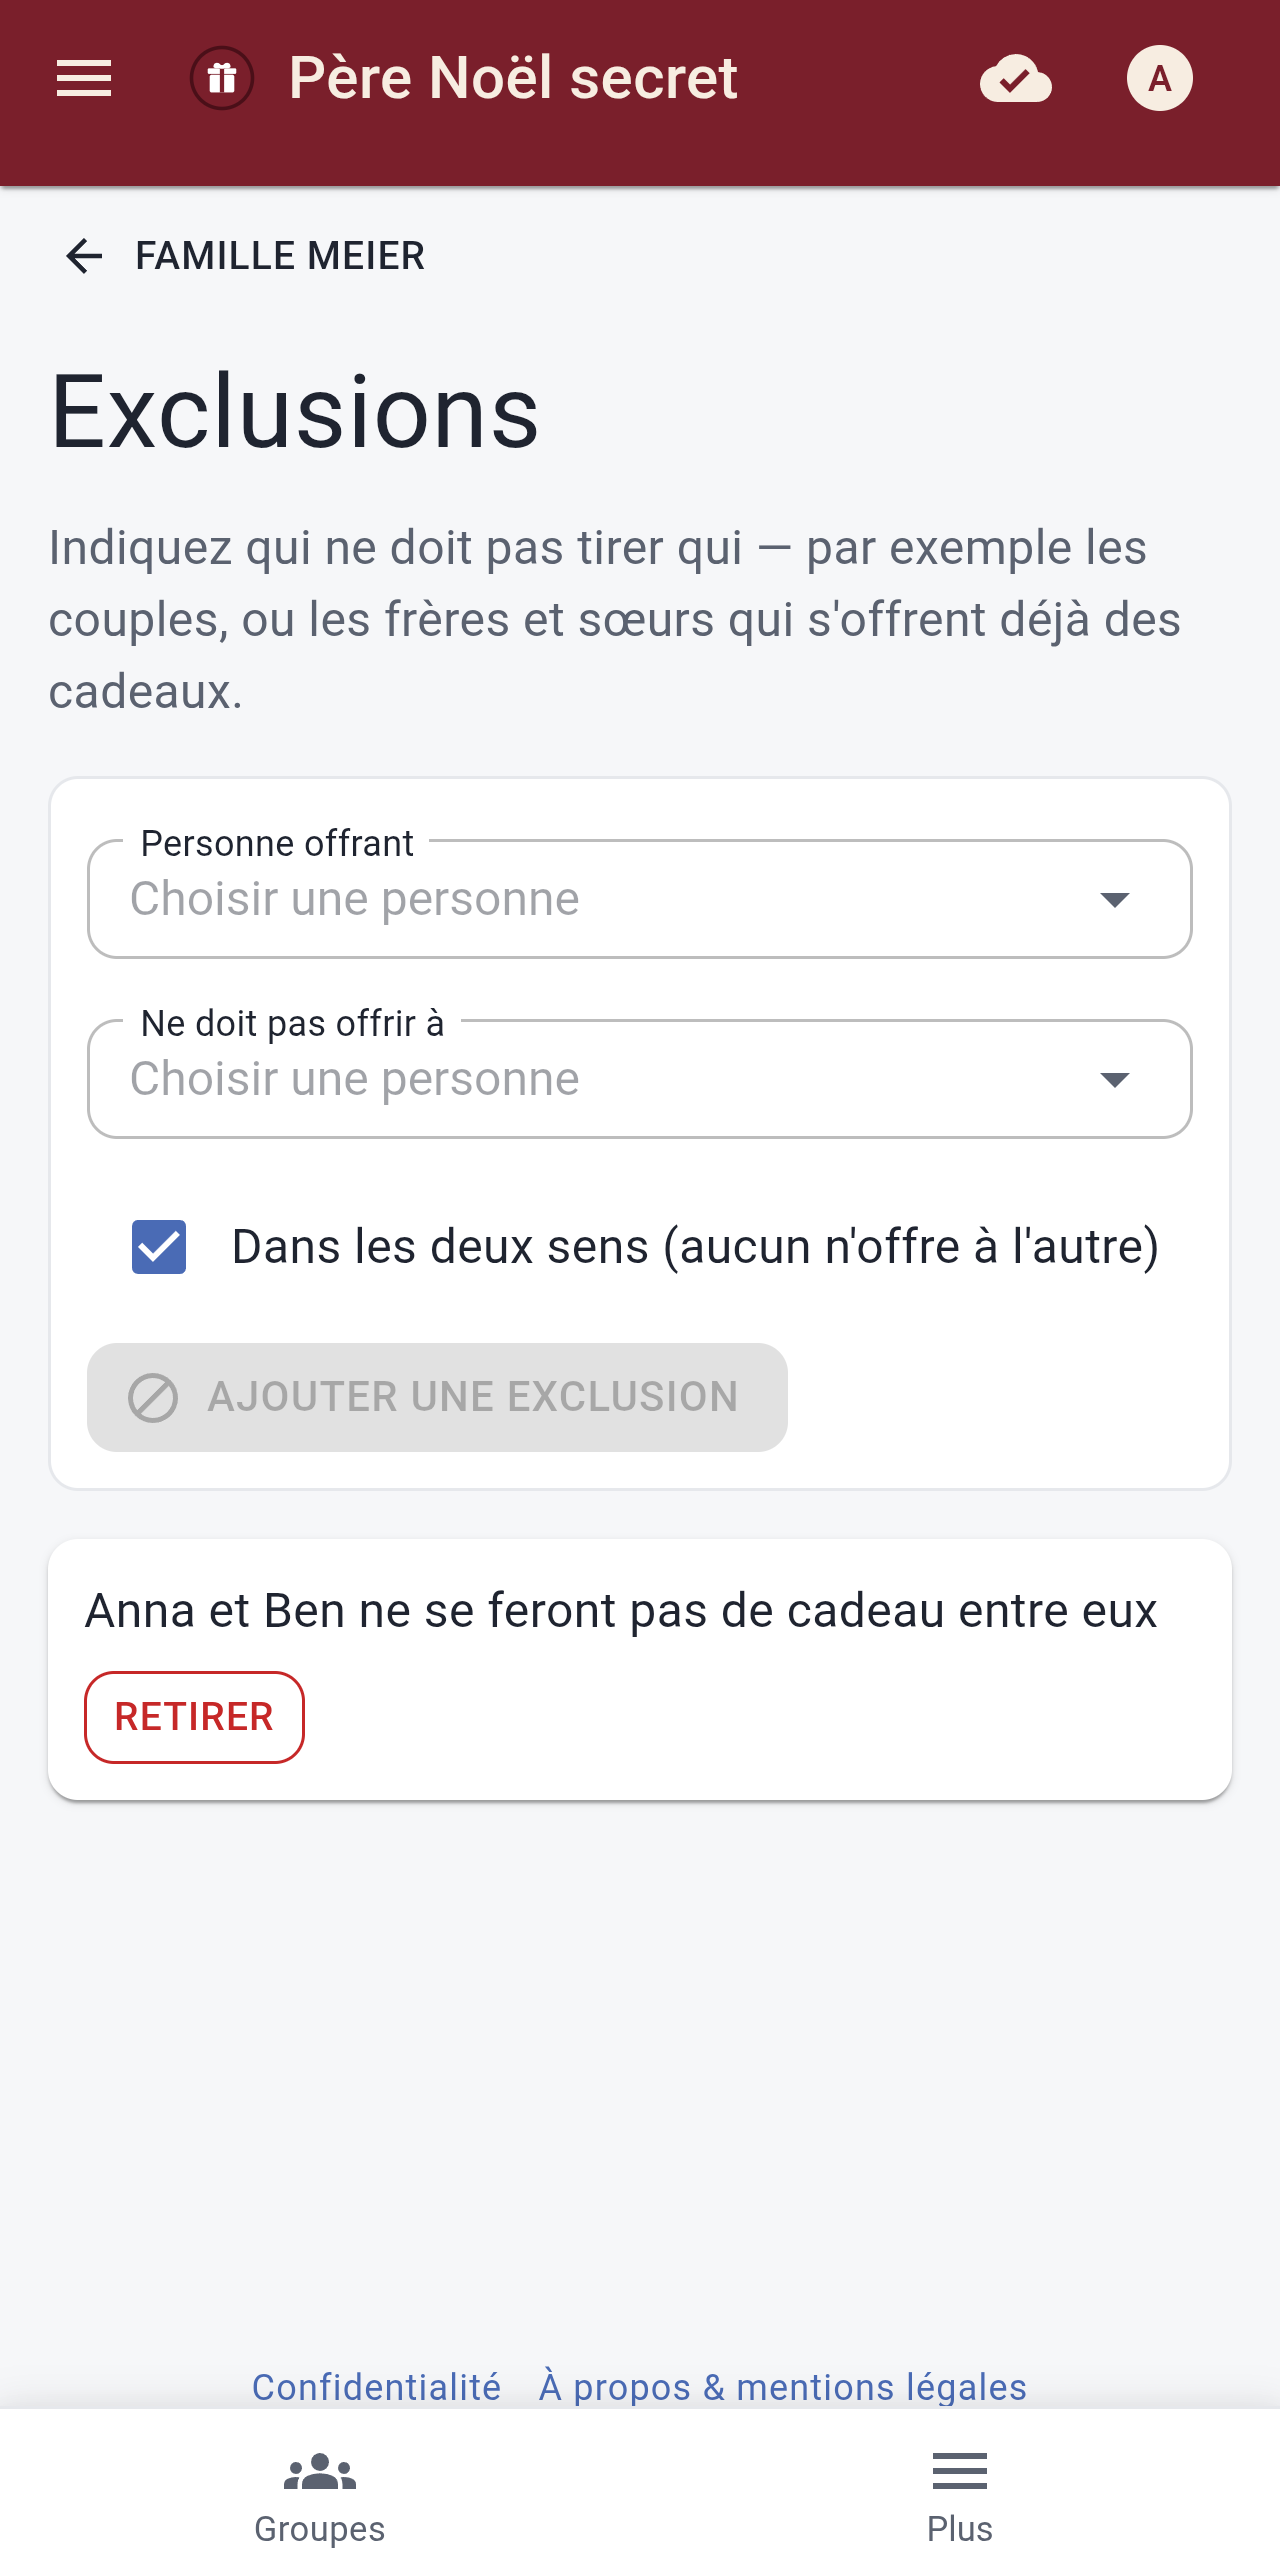 Père Noël secret
A
FAMILLE MEIER
Exclusions
Indiquez qui ne doit pas tirer qui — par exemple les
couples, ou les frères et sœurs qui s'offrent déjà des
cadeaux.
Personne offrant
Choisir une personne
Ne doit pas offrir à
Choisir une personne
Dans les deux sens (aucun n'offre à l'autre)
AJOUTER UNE EXCLUSION
Anna et Ben ne se feront pas de cadeau entre eux
RETIRER
Confidentialité À propos & mentions légales
Groupes Plus